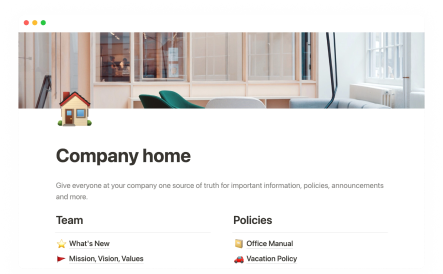 Company home
Give everyone at your company one source of truth for important information, policies, announcements
and more.
Team
Policies
What's New
Office Manual
Mission, Vision, Values
Vacation Policy